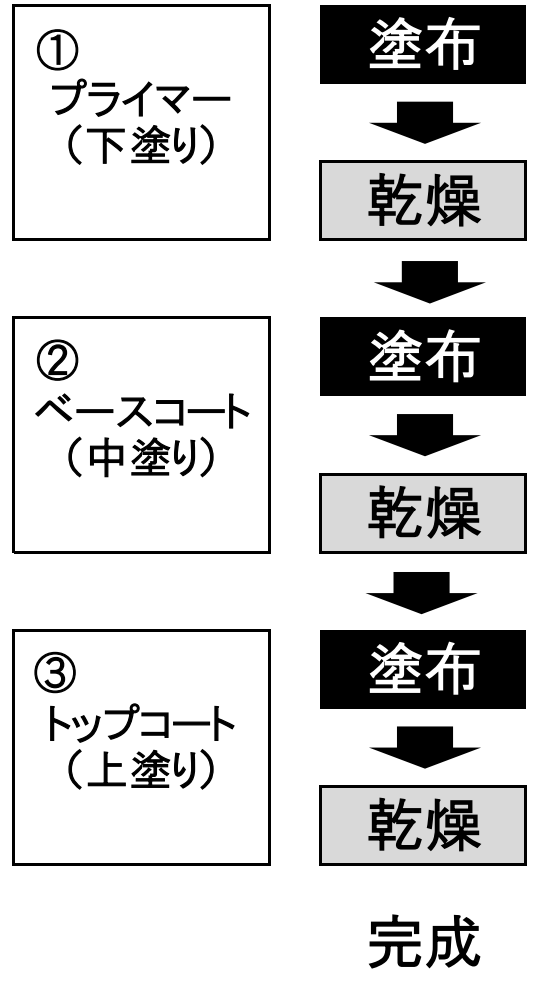 ①
プライマー
（下塗り）
塗布
乾燥
②
ベースコート
（中塗り）
塗布
乾燥
③
トップコート
（上塗り）
塗布
乾燥
完成